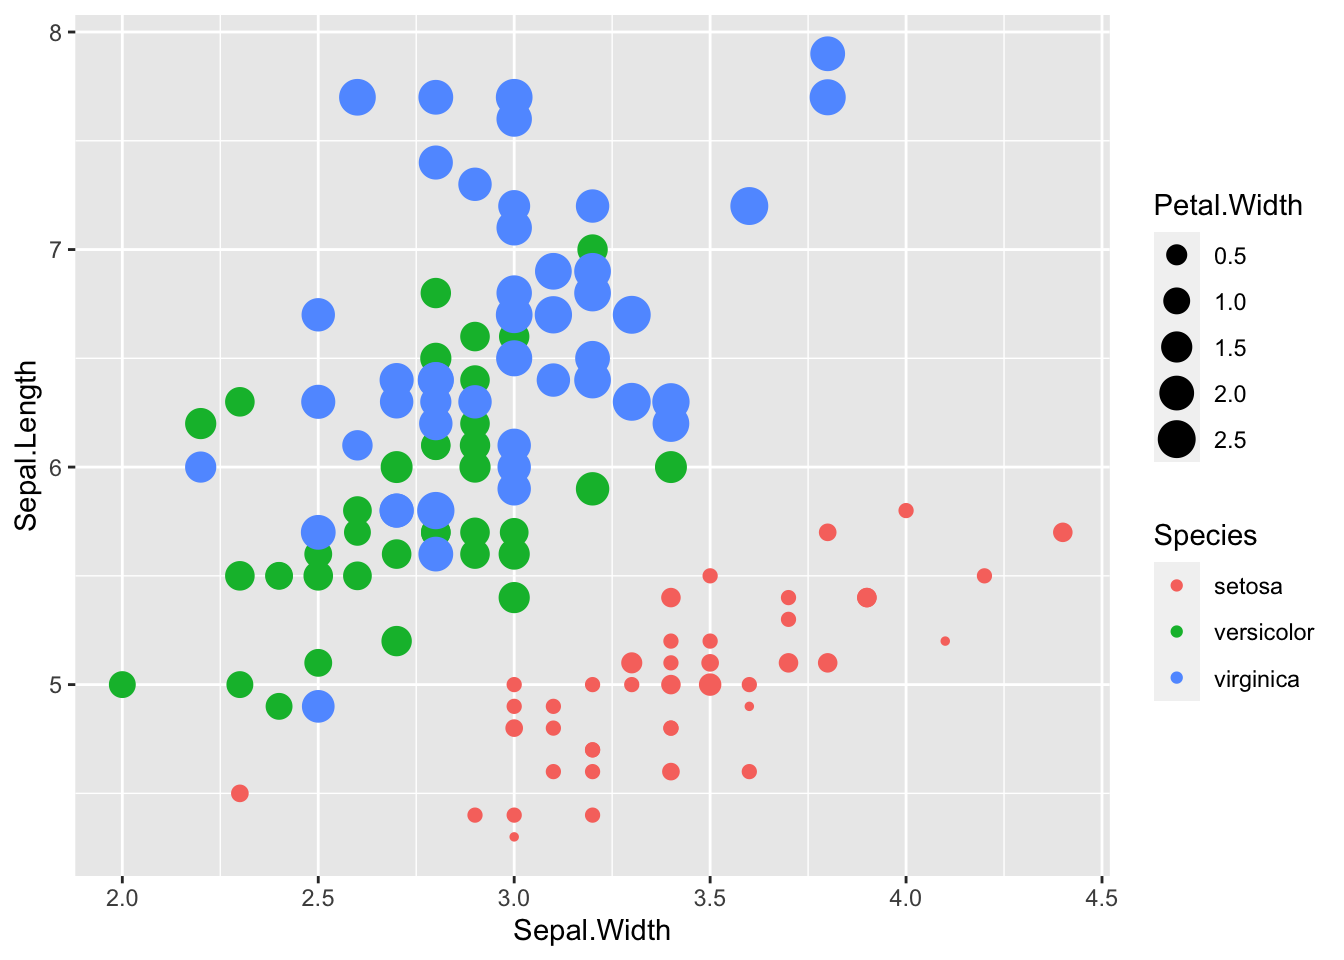 8
7
6
5
Sepal.Length
2.0 2.5 3.0 3.5 4.0 4.5
Sepal.Width
Petal.Width
0.5
1.0
1.5
2.0
2.5
Species
setosa
versicolor
virginica